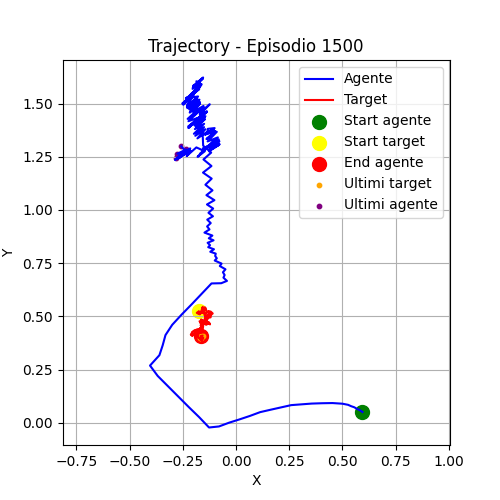 Trajectory - Episodio 1500
Agente
Target
Start agente
Start target
End agente
Ultimi target
Ultimi agente
Y
1.50
1.25
1.00
0.75
0.50
0.25
0.00
−0.75
−0.50
−0.25
0.00
0.25
0.50
0.75
1.00
X